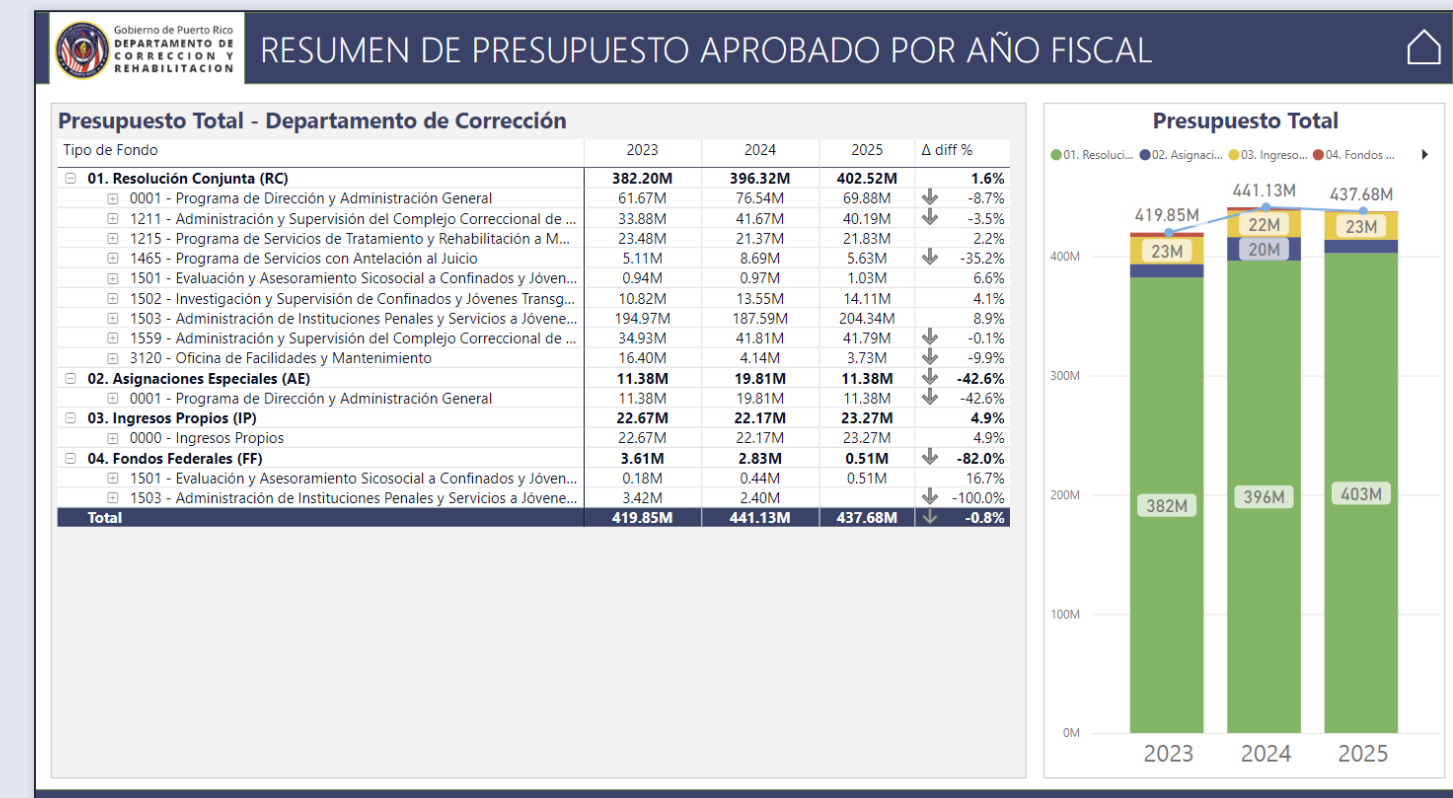 Gobierno de Puerto Rico
DEPARTAMENTO DE
CORRECCION Y
REHABILITACION
RESUMEN DE PRESUPUESTO APROBADO POR AÑO FISCAL
Presupuesto Total - Departamento de Corrección
Tipo de Fondo 2023 2024 2025 Δ diff %
01. Resolución Conjunta (RC) 382.20M 396.32M 402.52M 1.6%
0001 - Programa de Dirección y Administración General 61.67M 76.54M 69.88M -8.7%
1211 - Administración y Supervisión del Complejo Correccional de ... 33.88M 41.67M 40.19M -3.5%
1215 - Programa de Servicios de Tratamiento y Rehabilitación a M... 23.48M 21.37M 21.83M 2.2%
1465 - Programa de Servicios con Antelación al Juicio 5.11M 8.69M 5.63M -35.2%
1501 - Evaluación y Asesoramiento Sicosocial a Confinados y Jóven... 0.94M 0.97M 1.03M 6.6%
1502 - Investigación y Supervisión de Confinados y Jóvenes Transg... 10.82M 13.55M 14.11M 4.1%
1503 - Administración de Instituciones Penales y Servicios a Jóvene... 194.97M 187.59M 204.34M 8.9%
1559 - Administración y Supervisión del Complejo Correccional de ... 34.93M 41.81M 41.79M -0.1%
3120 - Oficina de Facilidades y Mantenimiento 16.40M 4.14M 3.73M -9.9%
02. Asignaciones Especiales (AE) 11.38M 19.81M 11.38M -42.6%
0001 - Programa de Dirección y Administración General 11.38M 19.81M 11.38M -42.6%
03. Ingresos Propios (IP) 22.67M 22.17M 23.27M 4.9%
0000 - Ingresos Propios 22.67M 22.17M 23.27M 4.9%
04. Fondos Federales (FF) 3.61M 2.83M 0.51M -82.0%
1501 - Evaluación y Asesoramiento Sicosocial a Confinados y Jóven... 0.18M 0.44M 0.51M 16.7%
1503 - Administración de Instituciones Penales y Servicios a Jóvene... 3.42M 2.40M -100.0%
Total 419.85M 441.13M 437.68M -0.8%
Presupuesto Total
01. Resoluci... 02. Asignaci... 03. Ingreso... 04. Fondos ...
419.85M 441.13M 437.68M
23M 22M 23M
20M
400M
300M
200M
382M 396M 403M
100M
0M
2023 2024 2025